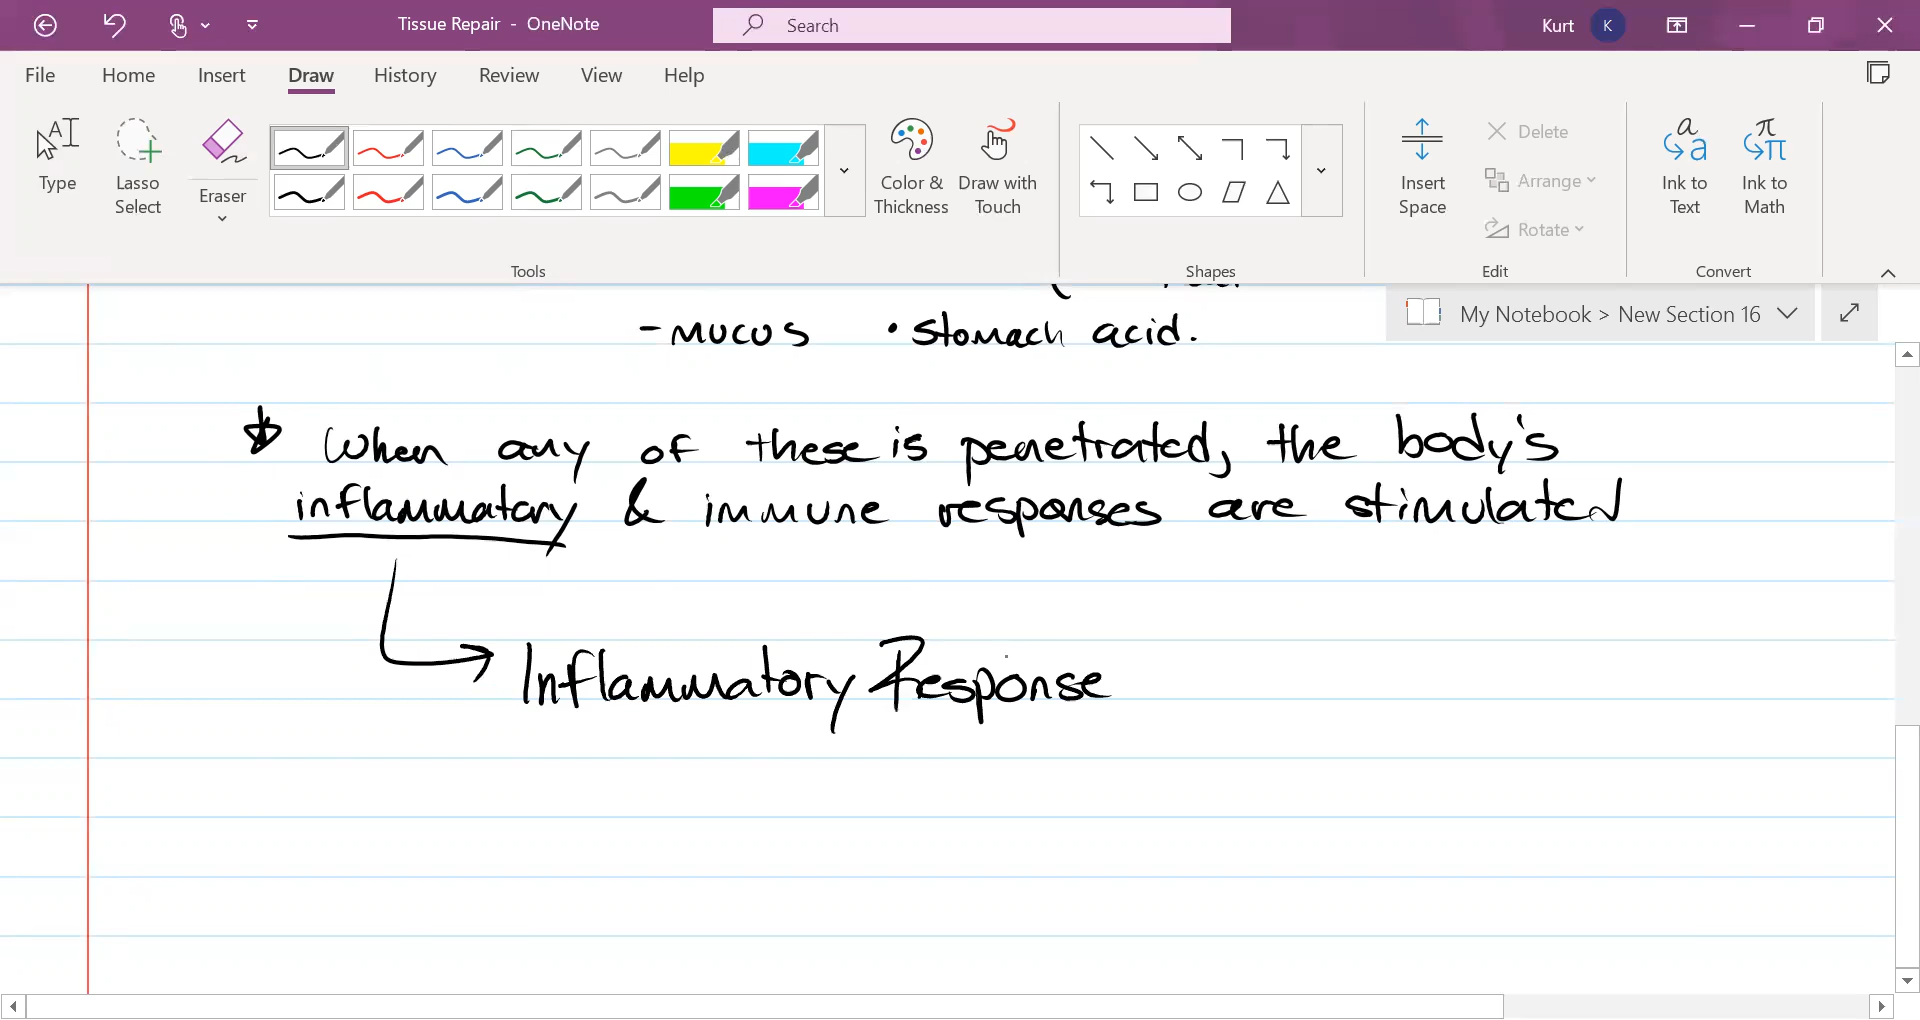 Tissue Repair - OneNote
Search
Kurt
K
File Home Insert Draw History Review View Help
Type
Lasso Select
Eraser
Color & Thickness
Draw with Touch
Insert Space
Delete
Arrange
Rotate
Ink to Text
Ink to Math
Tools
Shapes
Edit
Convert
My Notebook > New Section 16
- mucus • stomach acid.
When any of these is penetrated, the body's
inflammatory & immune responses are stimulated
Inflammatory Response